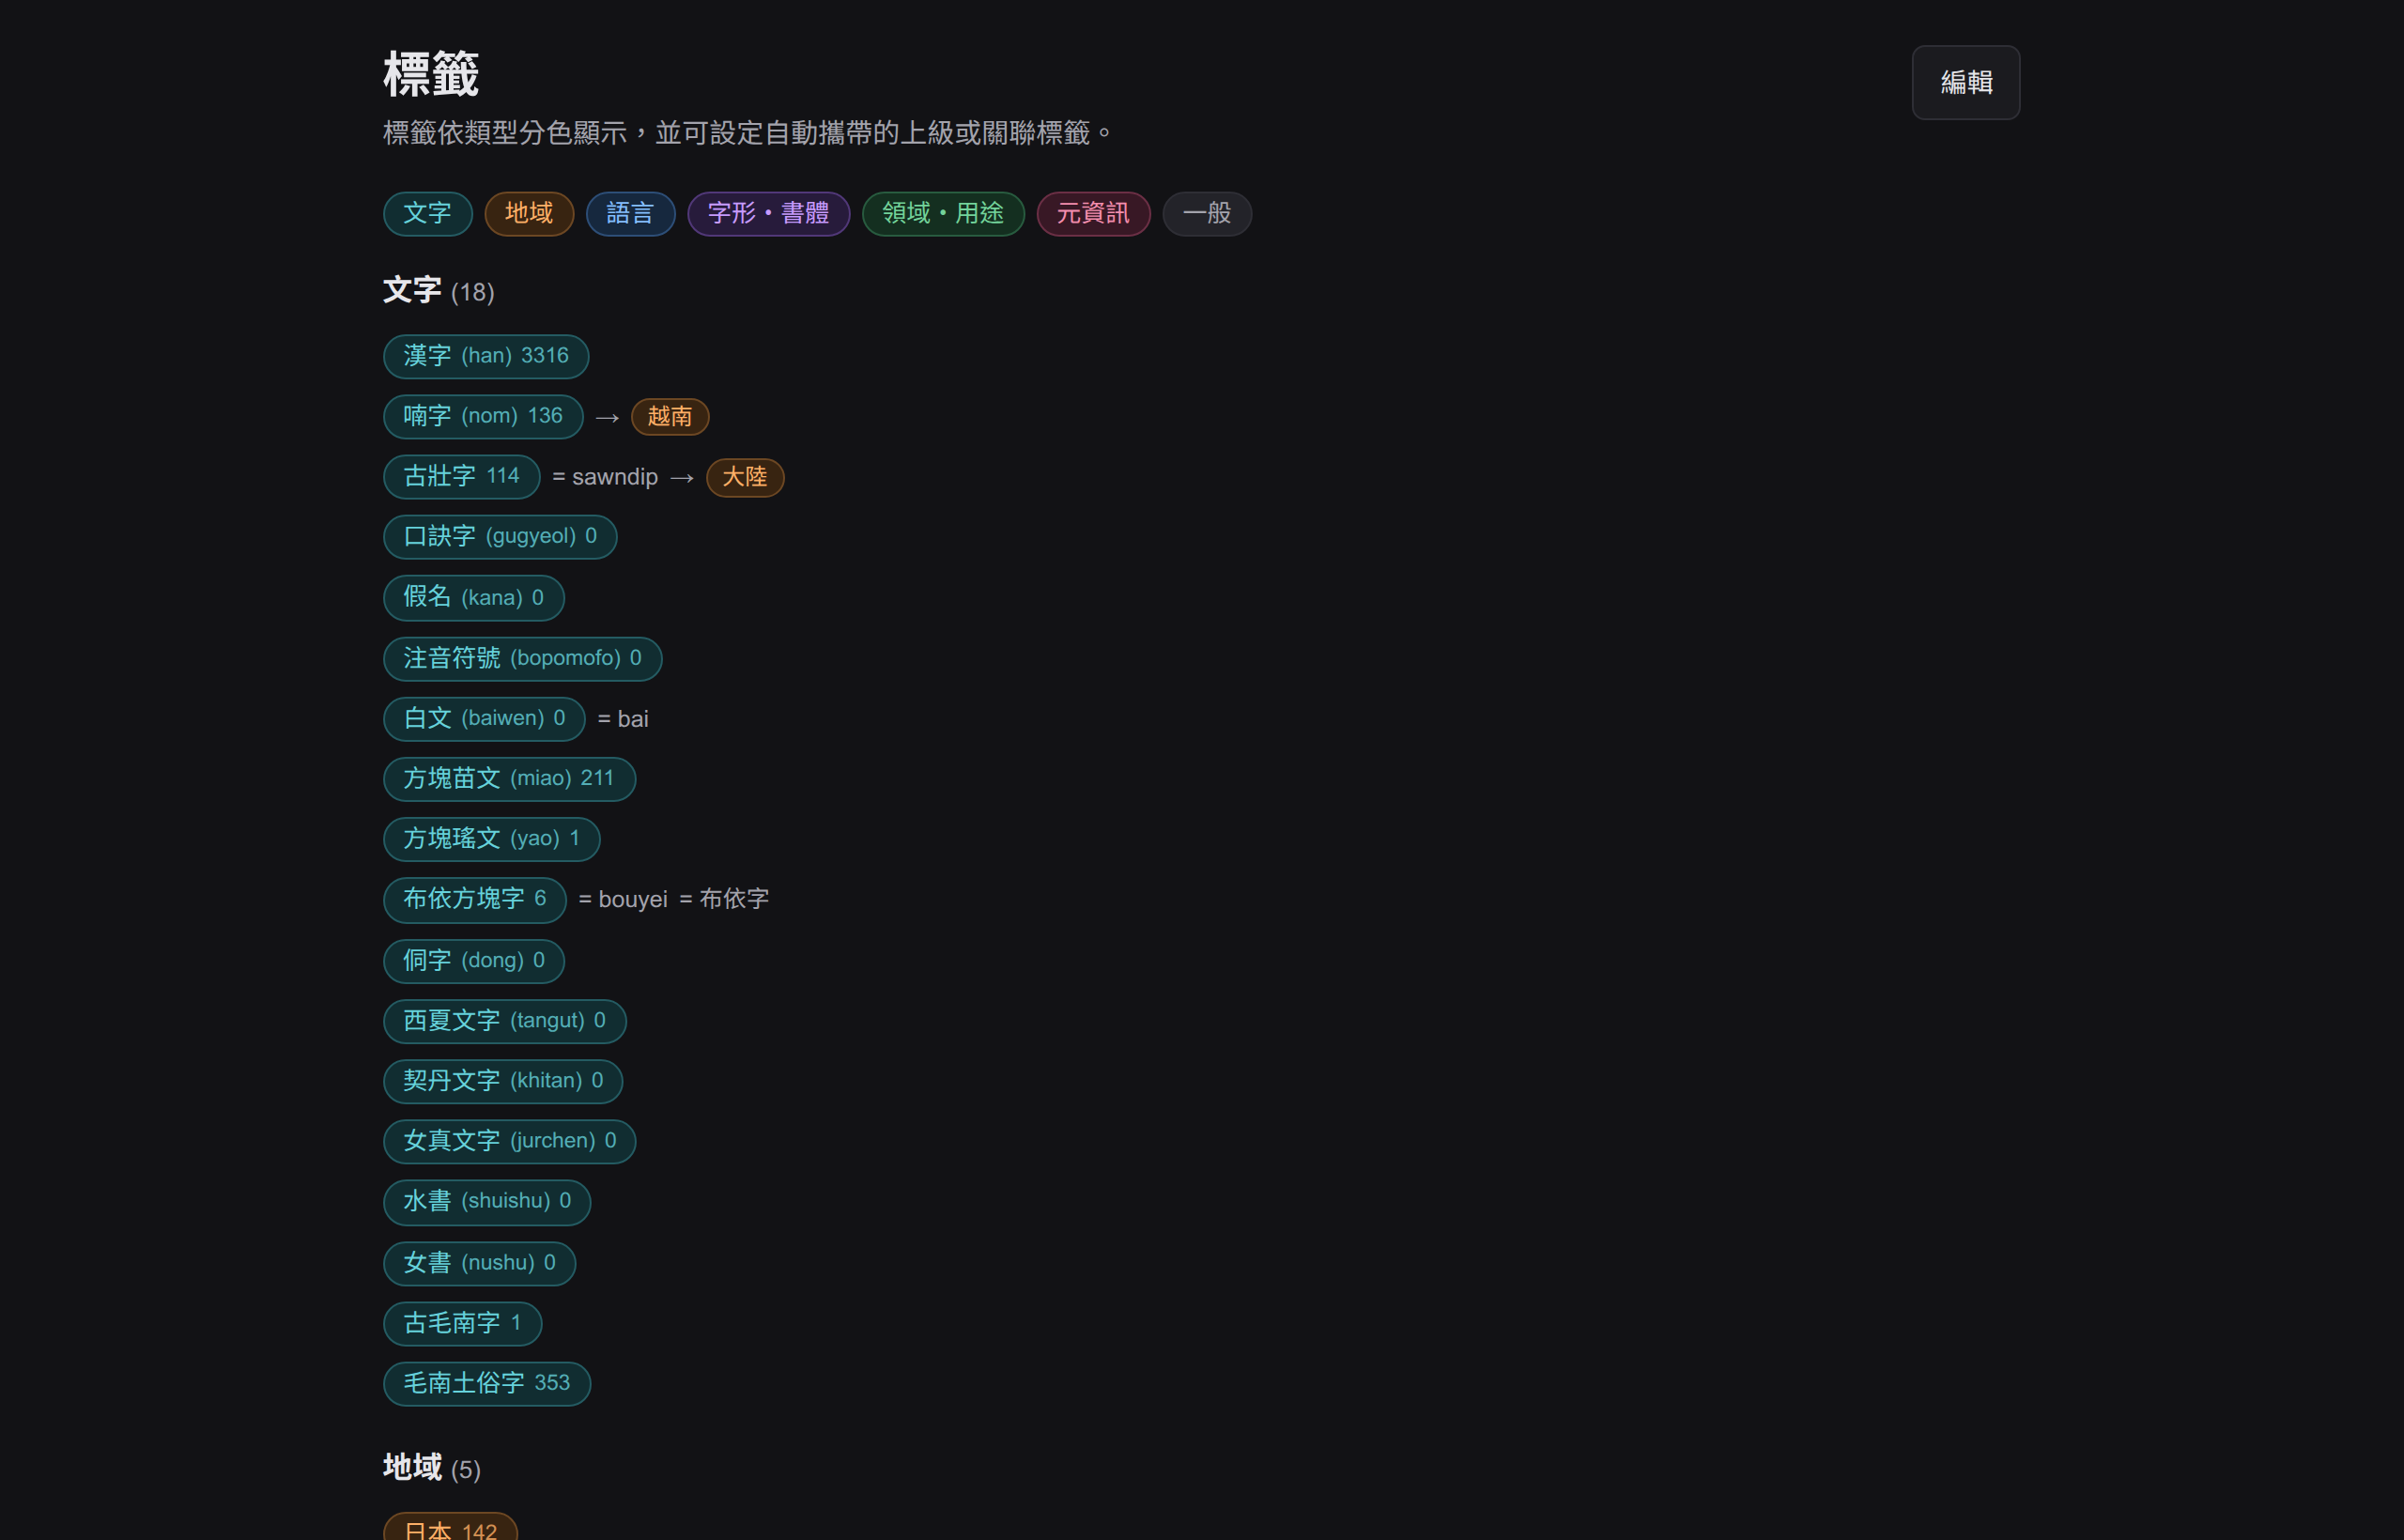 標籤
編輯
標籤依類型分色顯示，並可設定自動攜帶的上級或關聯標籤。
文字 地域 語言 字形・書體 領域・用途 元資訊 一般
文字 (18)
漢字 (han) 3316
喃字 (nom) 136 → 越南
古壯字 114 = sawndip → 大陸
口訣字 (gugyeol) 0
假名 (kana) 0
注音符號 (bopomofo) 0
白文 (baiwen) 0 = bai
方塊苗文 (miao) 211
方塊瑤文 (yao) 1
布依方塊字 6 = bouyei = 布依字
侗字 (dong) 0
西夏文字 (tangut) 0
契丹文字 (khitan) 0
女真文字 (jurchen) 0
水書 (shuishu) 0
女書 (nushu) 0
古毛南字 1
毛南土俗字 353
地域 (5)
日本 142